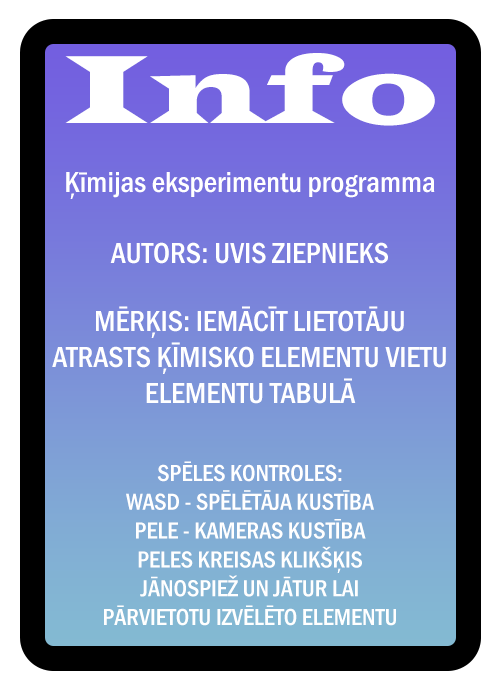 Info
Ķīmijas eksperimentu programma
AUTORS: UVIS ZIEPNIEKS
MĒRĶIS: IEMĀCĪT LIETOTĀJU
ATRASTS ĶĪMISKO ELEMENTU VIETU
ELEMENTU TABULĀ
SPĒLES KONTROLES:
WASD - SPĒLĒTĀJA KUSTĪBA
PELE - KAMERAS KUSTĪBA
PELES KREISAS KLIKŠĶIS
JĀNOSPIEŽ UN JĀTUR LAI
PĀRVIETOTU IZVĒLĒTO ELEMENTU